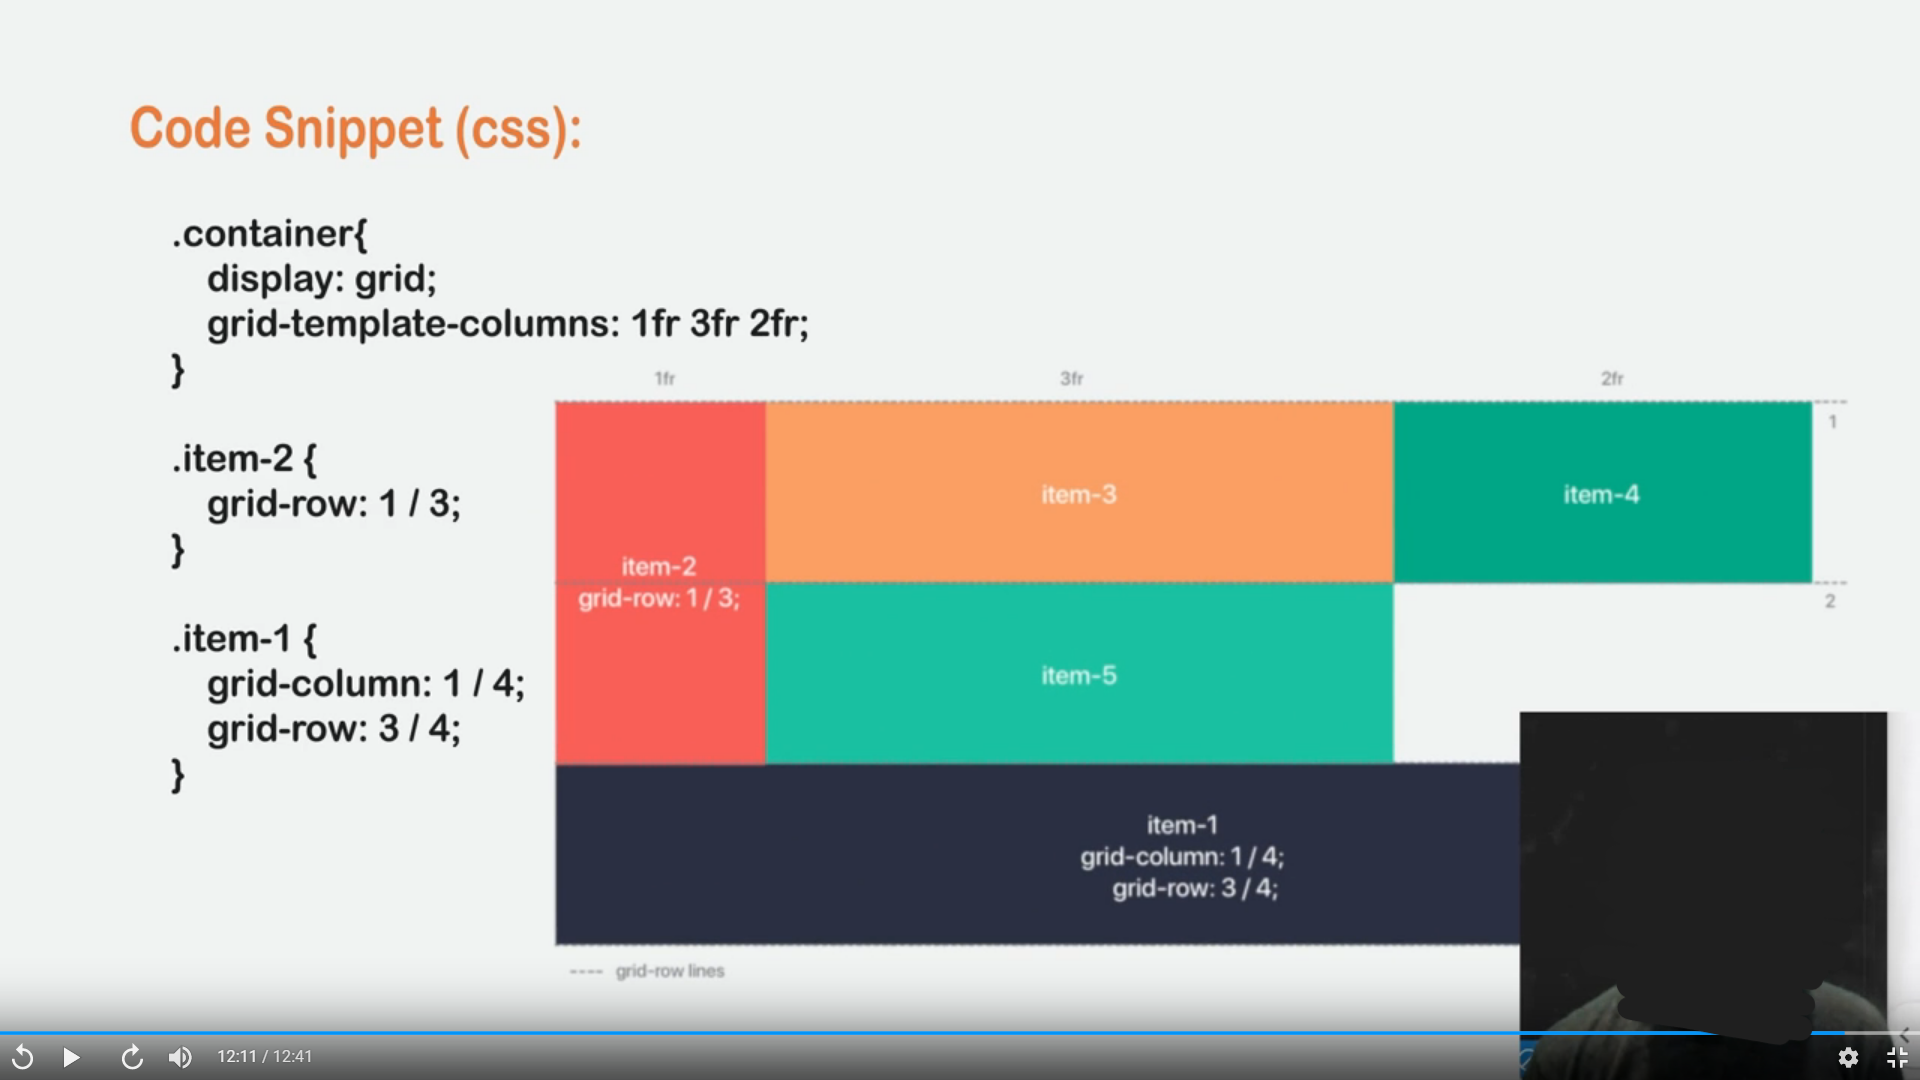 Code Snippet (css):
.container{
display: grid;
grid-template-columns: 1fr 3fr 2fr;
}
.item-2 {
grid-row: 1 / 3;
}
.item-1 {
grid-column: 1 / 4;
grid-row: 3 / 4;
}
1fr 3fr 2fr
1
item-3
item-4
item-2
grid-row: 1 / 3;
2
item-5
item-1
grid-column: 1 / 4;
grid-row: 3 / 4;
---- grid-row lines
12:11 / 12:41